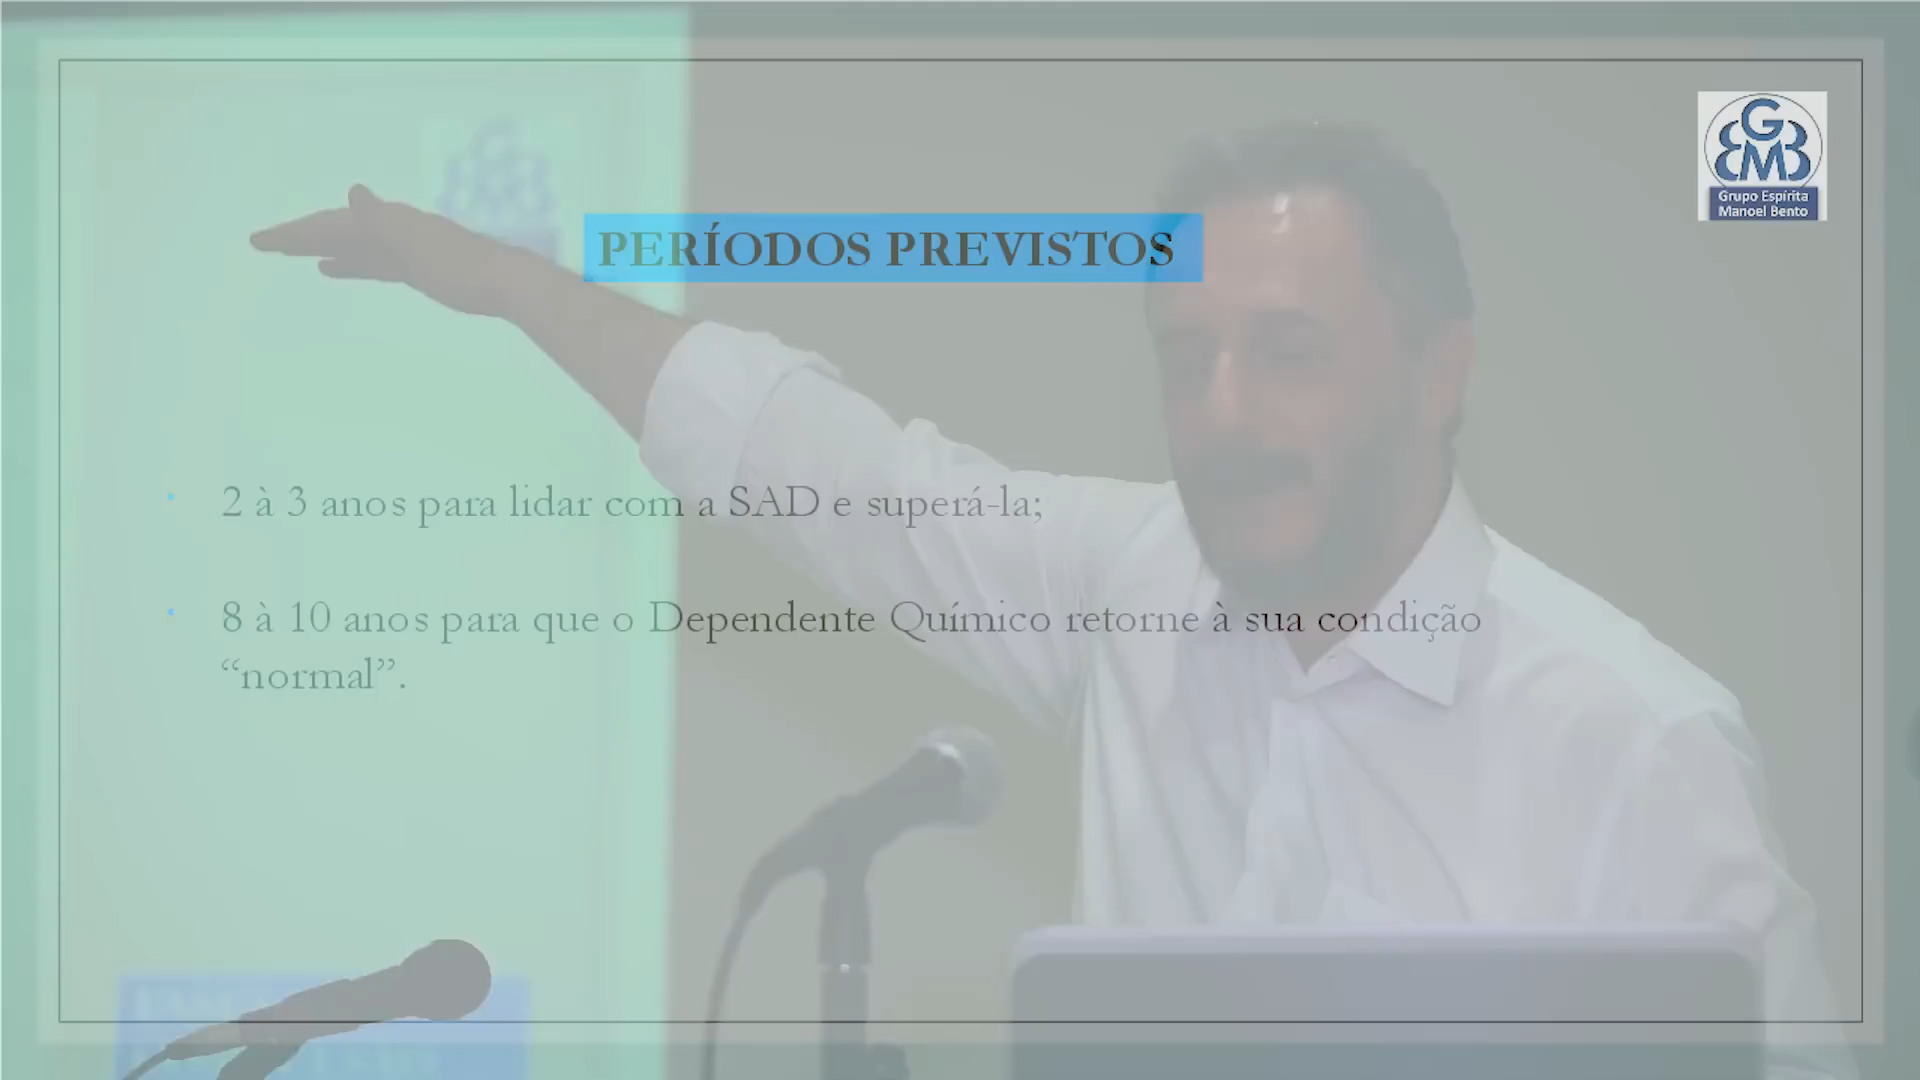 GEMB
Grupo Espírita
Manoel Bento
PERÍODOS PREVISTOS
2 à 3 anos para lidar com a SAD e superá-la;
8 à 10 anos para que o Dependente Químico retorne à sua condição
“normal”.